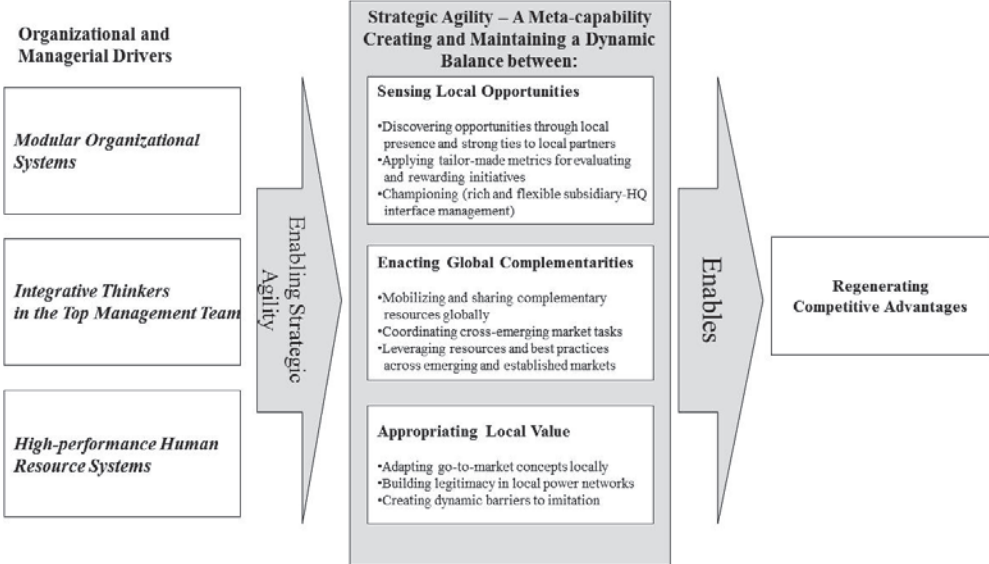 Organizational and
Managerial Drivers
Modular Organizational
Systems
Integrative Thinkers
in the Top Management Team
High-performance Human
Resource Systems
Enabling Strategic
Agility
Strategic Agility – A Meta-capability
Creating and Maintaining a Dynamic
Balance between:
Sensing Local Opportunities
•Discovering opportunities through local
presence and strong ties to local partners
•Applying tailor-made metrics for evaluating
and rewarding initiatives
•Championing (rich and flexible subsidiary-HQ
interface management)
Enacting Global Complementarities
•Mobilizing and sharing complementary
resources globally
•Coordinating cross-emerging market tasks
•Leveraging resources and best practices
across emerging and established markets
Appropriating Local Value
•Adapting go-to-market concepts locally
•Building legitimacy in local power networks
•Creating dynamic barriers to imitation
Enables
Regenerating
Competitive Advantages